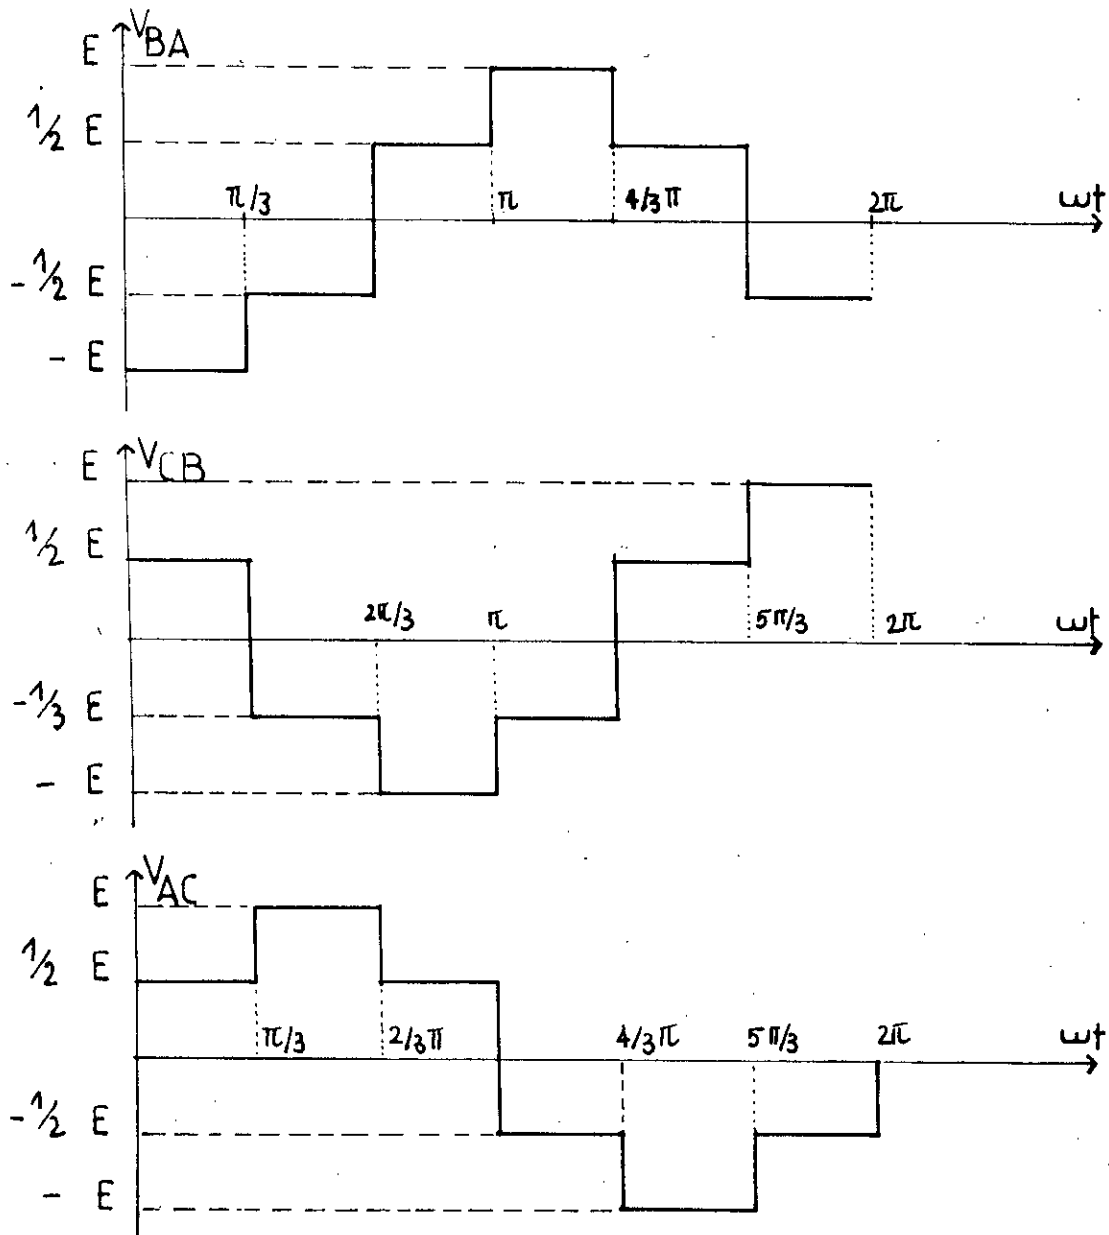 V_BA
E
1/2 E
π/3 π 4/3 π 2π ωt
- 1/2 E
- E
V_CB
E
1/2 E
2π/3 π 5π/3 2π ωt
- 1/3 E
- E
V_AC
E
1/2 E
π/3 2/3 π 4/3 π 5π/3 2π ωt
- 1/2 E
- E